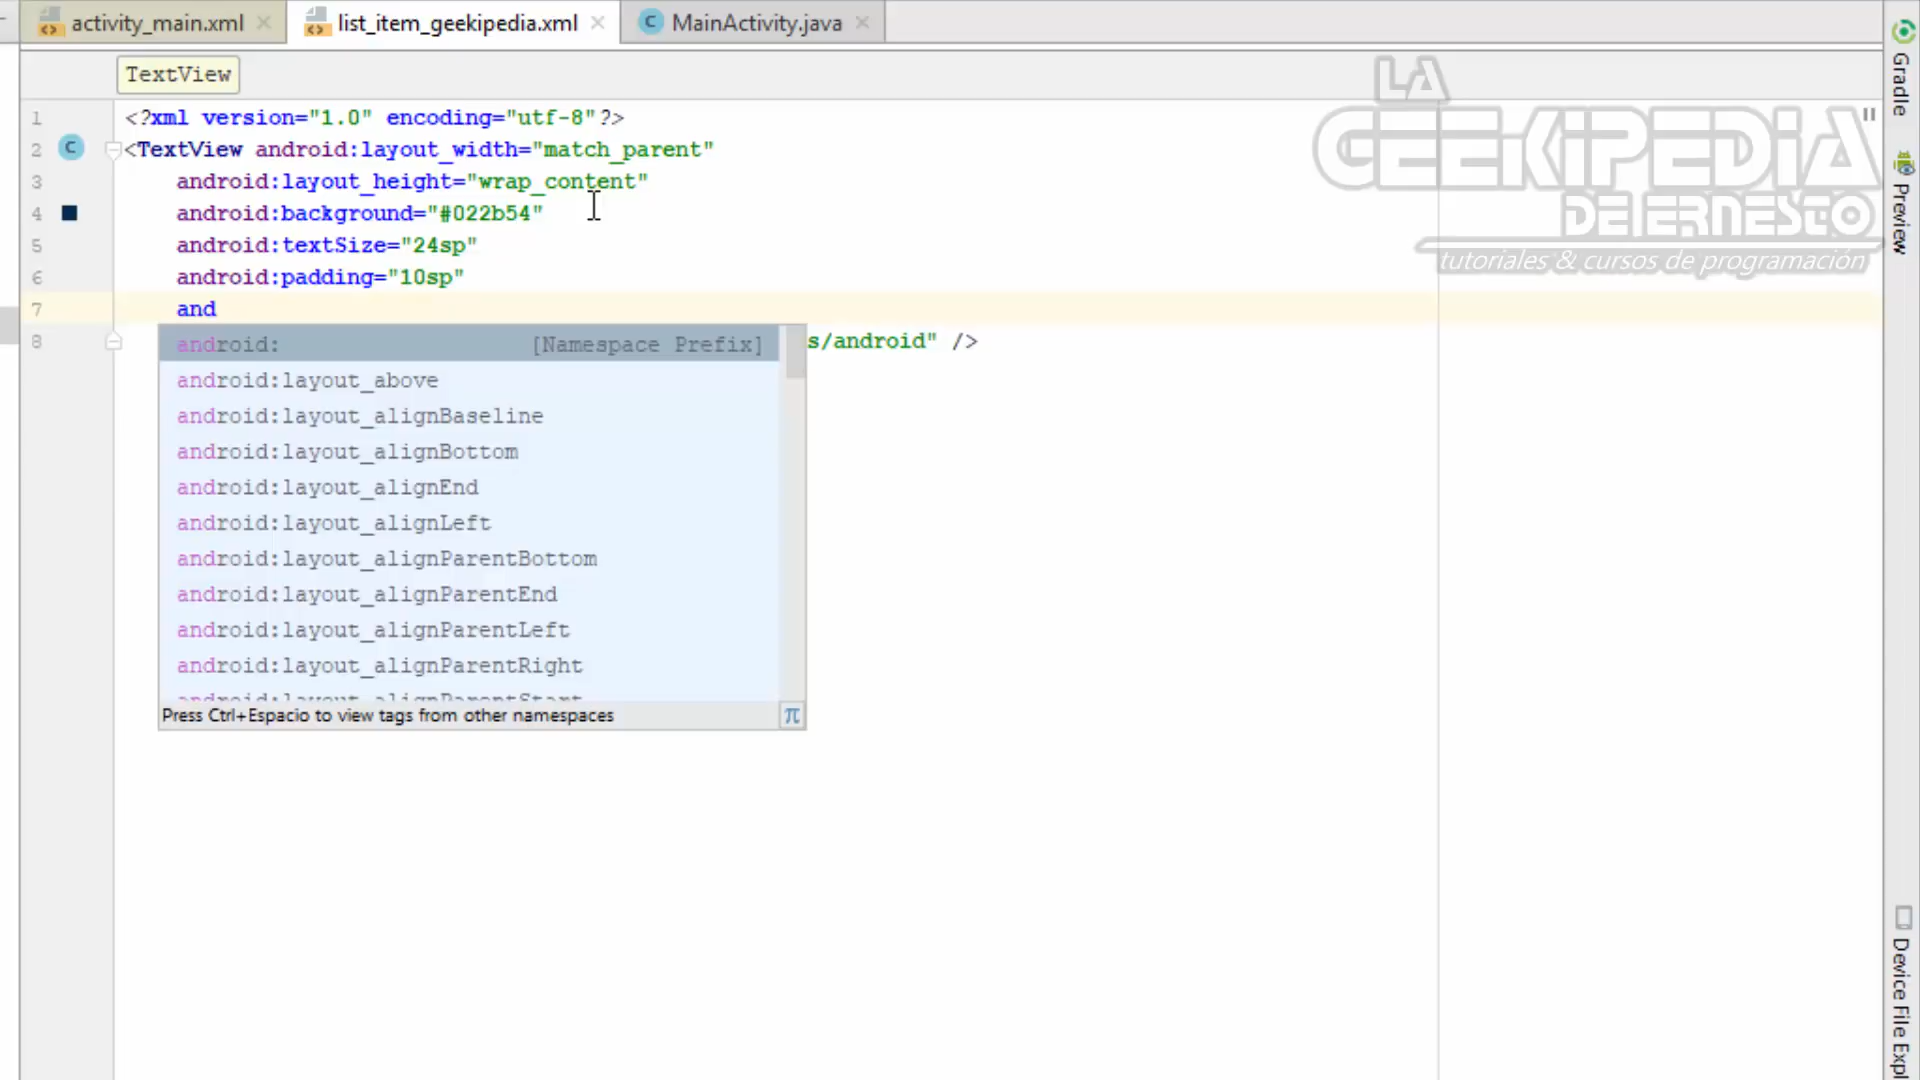 activity_main.xml
list_item_geekipedia.xml
MainActivity.java
TextView
1 <?xml version="1.0" encoding="utf-8"?>
2 <TextView android:layout_width="match_parent"
3 android:layout_height="wrap_content"
4 android:background="#022b54"
5 android:textSize="24sp"
6 android:padding="10sp"
7 and
8 s/android" />
android: [Namespace Prefix]
android:layout_above
android:layout_alignBaseline
android:layout_alignBottom
android:layout_alignEnd
android:layout_alignLeft
android:layout_alignParentBottom
android:layout_alignParentEnd
android:layout_alignParentLeft
android:layout_alignParentRight
android:layout_alignParentStart
Press Ctrl+Espacio to view tags from other namespaces
π
LA
GEEKIPEDIA
DE ERNESTO
tutoriales & cursos de programación
Gradle
Preview
Device File Expl